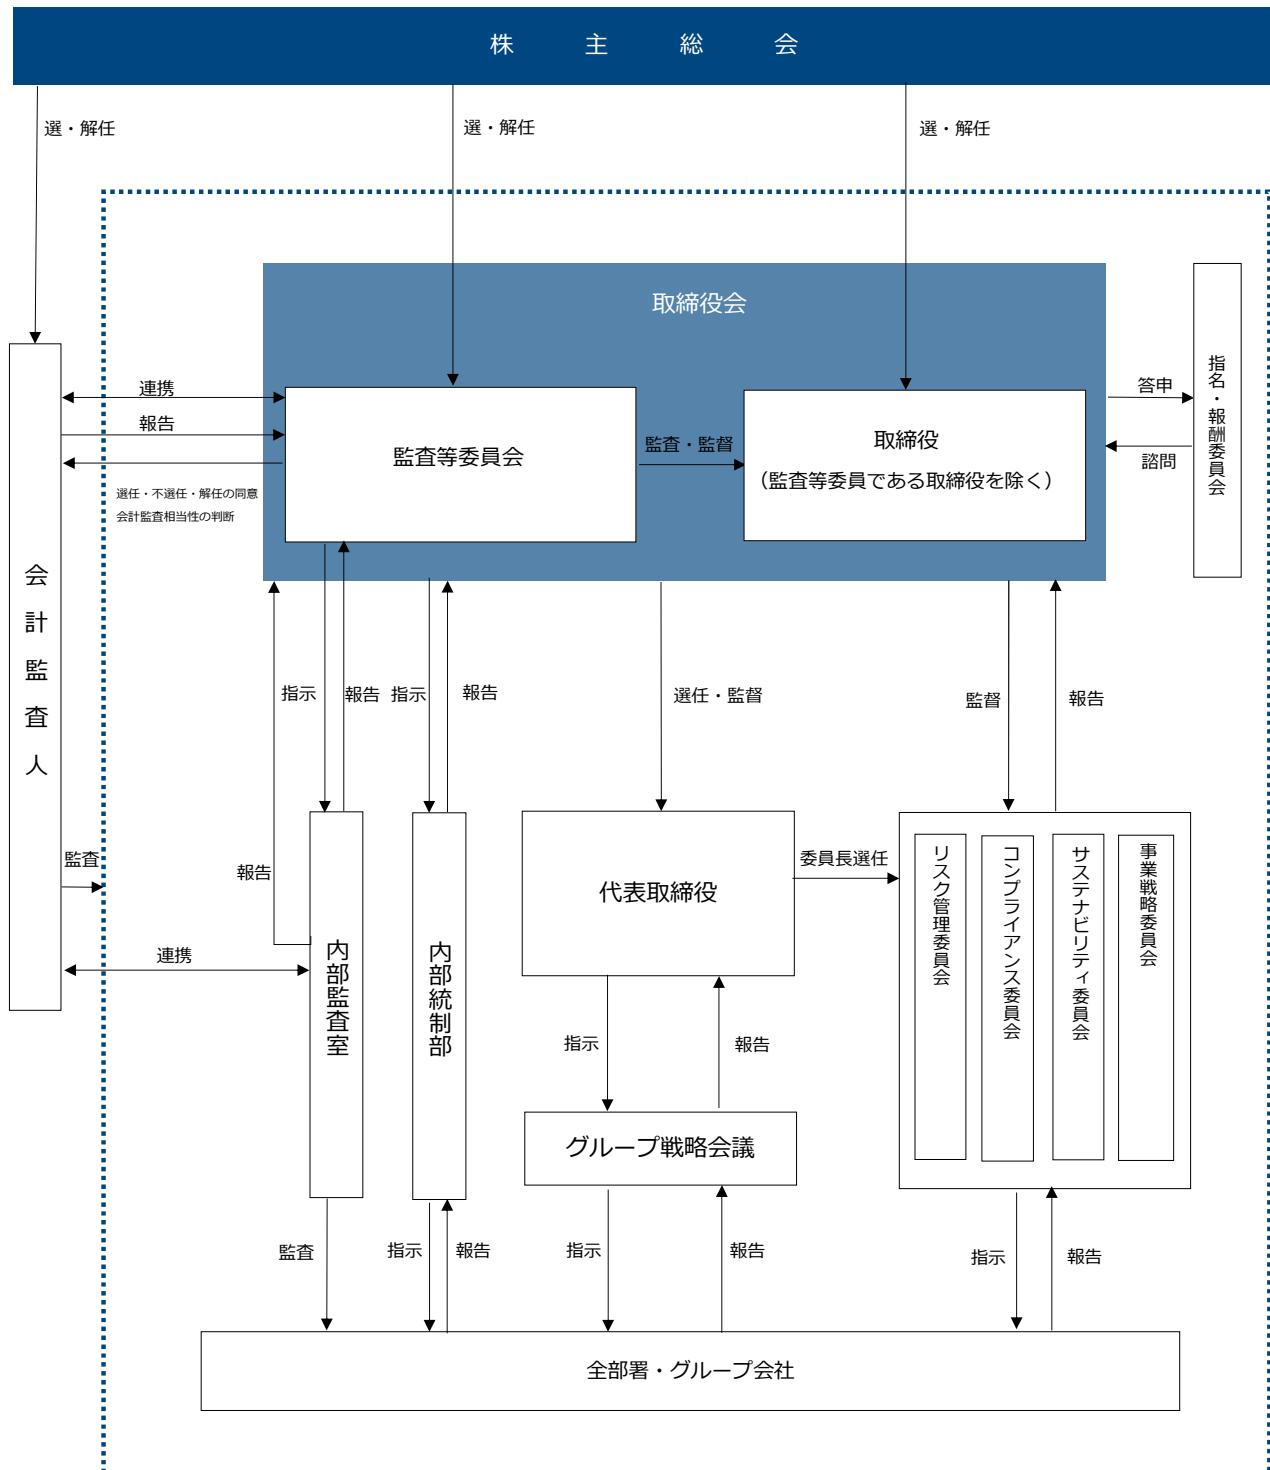 株主総会
選・解任
選・解任
選・解任
取締役会
指名・報酬委員会
連携
報告
監査等委員会
監査・監督
取締役
（監査等委員である取締役を除く）
答申
諮問
選任・不選任・解任の同意
会計監査相当性の判断
会計監査人
指示
報告
指示
報告
選任・監督
監督
報告
監査
報告
連携
内部監査室
内部統制部
代表取締役
委員長選任
リスク管理委員会
コンプライアンス委員会
サステナビリティ委員会
事業戦略委員会
指示
報告
グループ戦略会議
監査
指示
報告
指示
報告
指示
報告
全部署・グループ会社